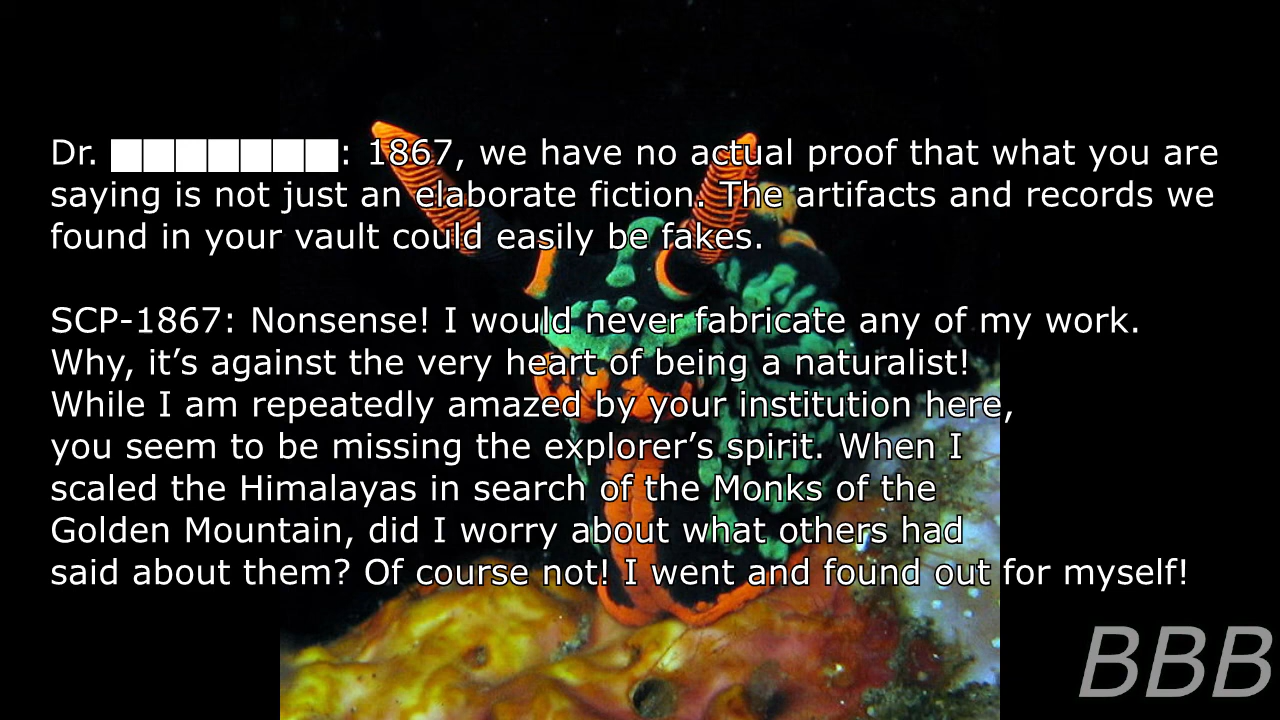 Dr. ███████: 1867, we have no actual proof that what you are
saying is not just an elaborate fiction. The artifacts and records we
found in your vault could easily be fakes.
SCP-1867: Nonsense! I would never fabricate any of my work.
Why, it’s against the very heart of being a naturalist!
While I am repeatedly amazed by your institution here,
you seem to be missing the explorer’s spirit. When I
scaled the Himalayas in search of the Monks of the
Golden Mountain, did I worry about what others had
said about them? Of course not! I went and found out for myself!
BBB